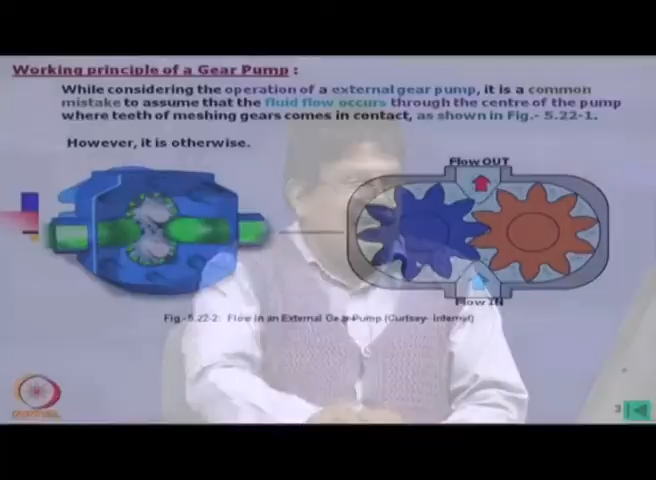 Working principle of a Gear Pump :
While considering the operation of a external gear pump, it is a common
mistake to assume that the fluid flow occurs through the centre of the pump
where teeth of meshing gears comes in contact, as shown in Fig.- 5.22-1.
However, it is otherwise.
Flow OUT
Flow IN
Fig.-5.22-2: Flow in an External Gear Pump (Curtsey- Internet)
3